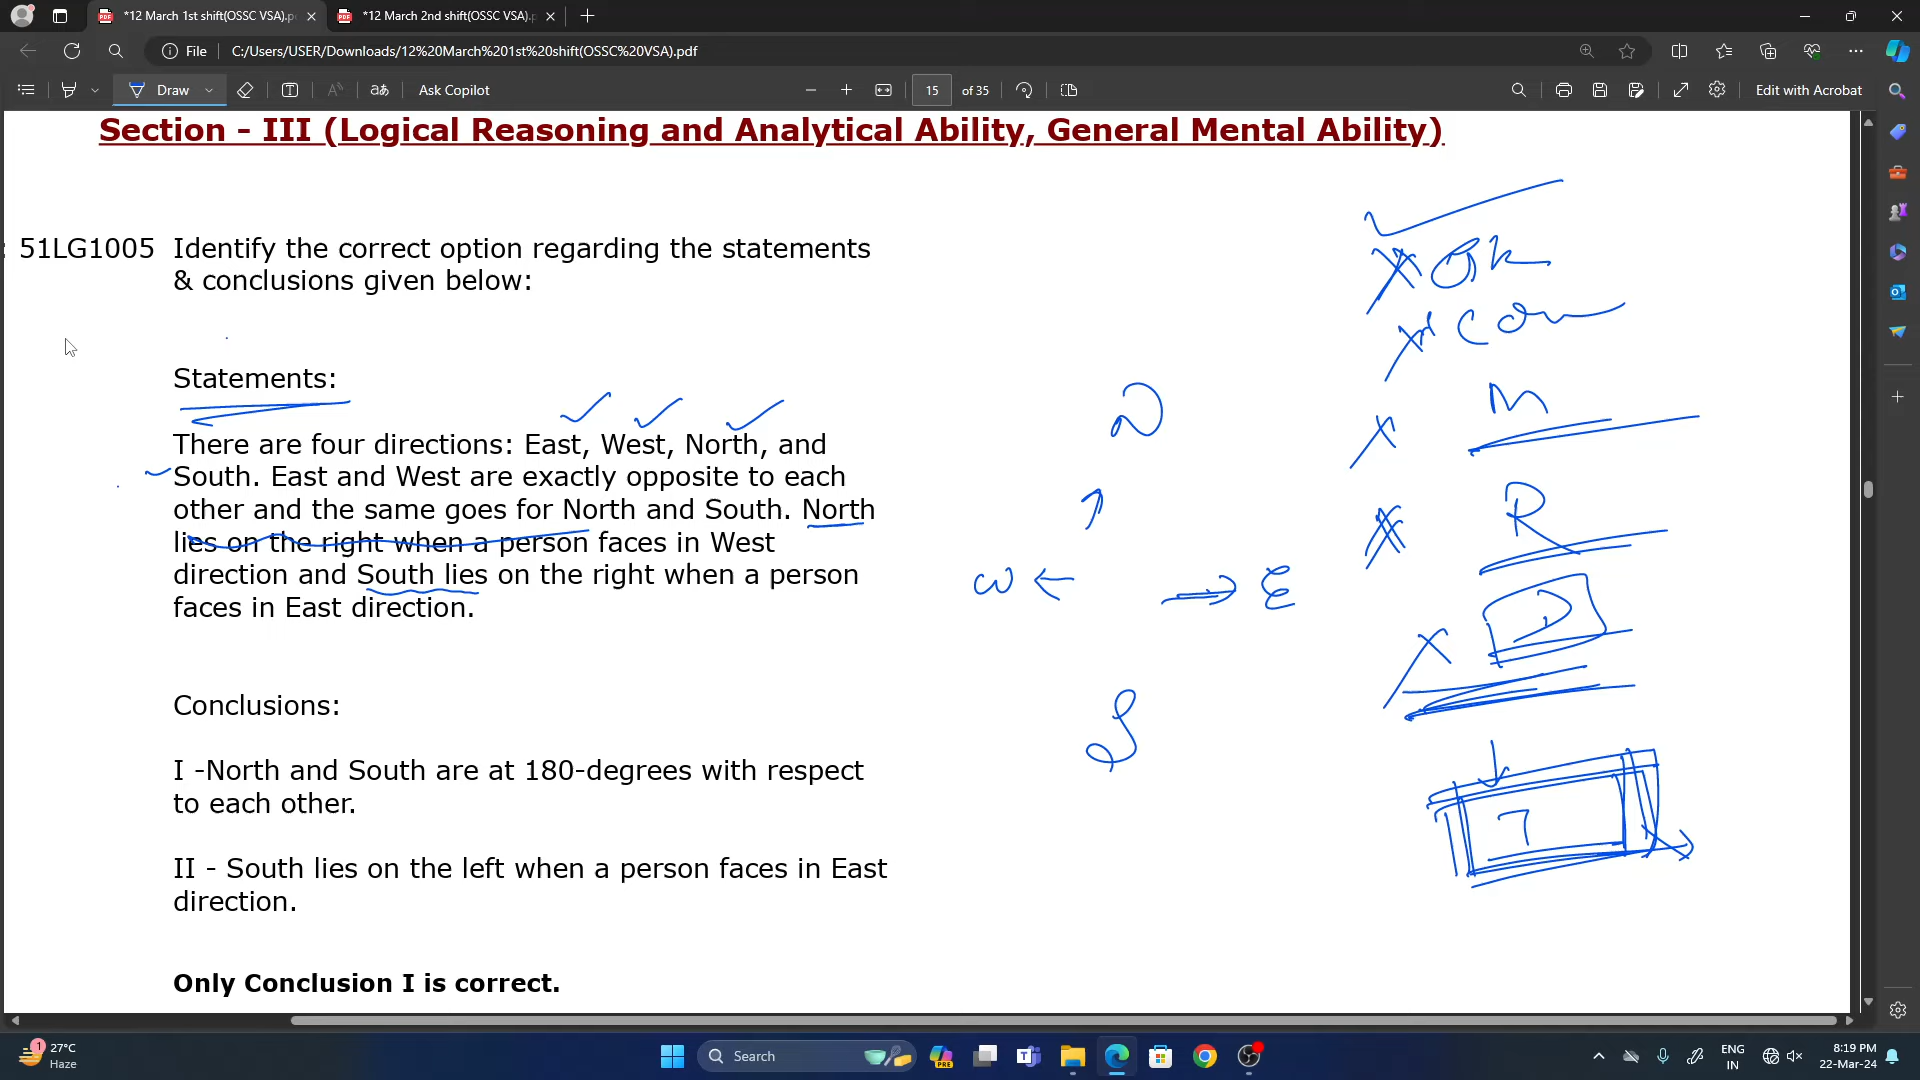 *12 March 1st shift(OSSC VSA).p
*12 March 2nd shift(OSSC VSA).p
File
C:/Users/USER/Downloads/12%20March%201st%20shift(OSSC%20VSA).pdf
Draw
Ask Copilot
15
of 35
Edit with Acrobat
Section - III (Logical Reasoning and Analytical Ability, General Mental Ability)
51LG1005 Identify the correct option regarding the statements
& conclusions given below:
Statements:
There are four directions: East, West, North, and
South. East and West are exactly opposite to each
other and the same goes for North and South. North
lies on the right when a person faces in West
direction and South lies on the right when a person
faces in East direction.
Conclusions:
I -North and South are at 180-degrees with respect
to each other.
II - South lies on the left when a person faces in East
direction.
Only Conclusion I is correct.
N
W
E
S
M
R
D
7
1
27°C
Haze
Search
PRE
ENG
IN
8:19 PM
22-Mar-24